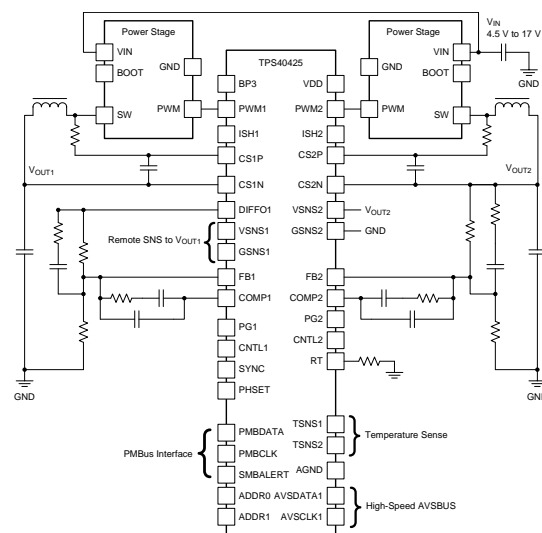 Power Stage
VIN
GND
BOOT
SW
PWM
TPS40425
BP3
VDD
PWM1
PWM2
ISH1
ISH2
CS1P
CS2P
CS1N
CS2N
DIFFO1
VSNS2
VSNS1
GSNS2
GSNS1
FB1
FB2
COMP1
COMP2
PG1
PG2
CNTL1
CNTL2
SYNC
RT
PHSET
TSNS1
PMBDATA
TSNS2
PMBCLK
SMBALERT
AGND
ADDR0
AVSDATA1
ADDR1
AVSCLK1
Power Stage
VIN
GND
BOOT
PWM
SW
VIN
4.5 V to 17 V
GND
VOUT1
VOUT2
VOUT2
GND
Remote SNS to VOUT1
GND
GND
PMBus Interface
Temperature Sense
High-Speed AVSBUS